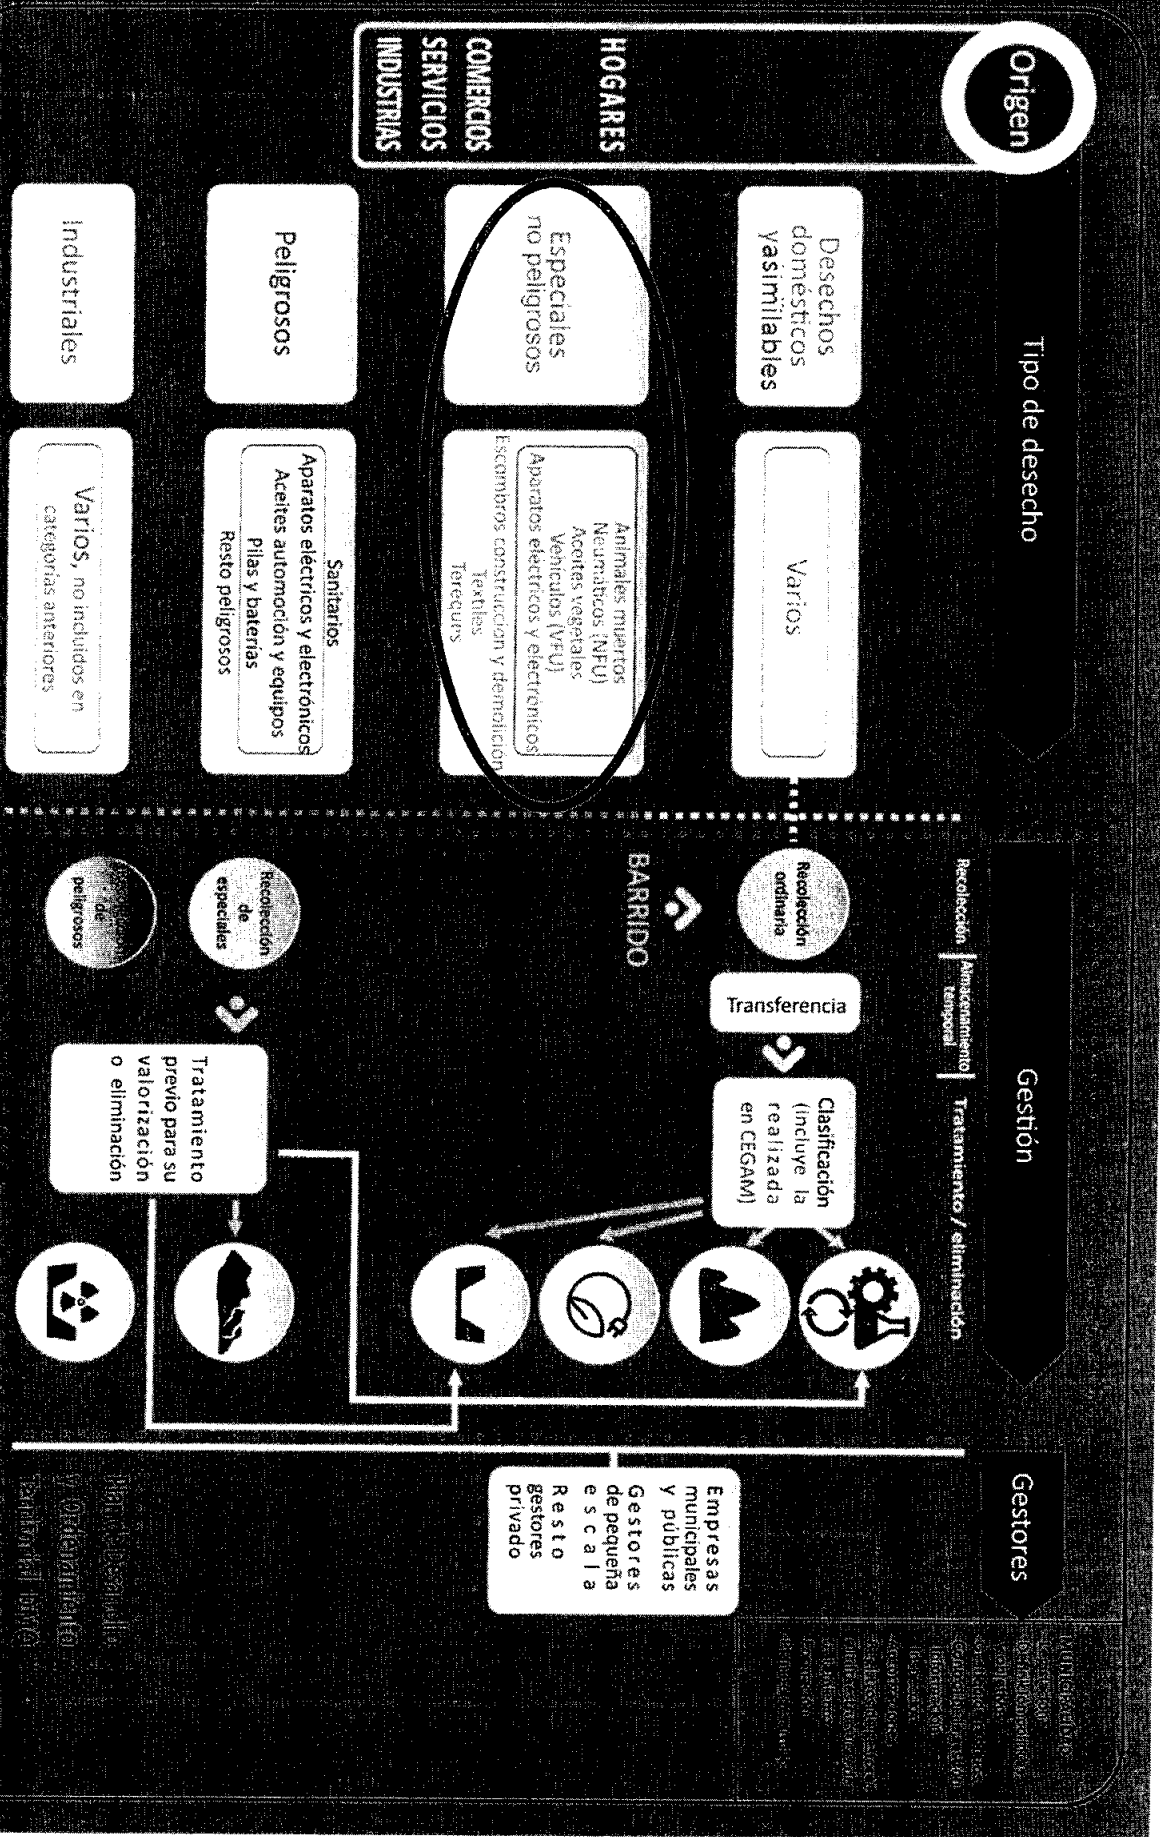 Origen
Tipo de desecho
Gestión
Gestores
Recolección
Almacenamiento
temporal
Tratamiento / eliminación
HOGARES
COMERCIOS
SERVICIOS
INDUSTRIAS
Desechos
domésticos
yasimilables
Varios
Recolección
ordinaria
Transferencia
Clasificación
(incluye la
realizada
en CEGAM)
BARRIDO
Especiales
no peligrosos
Animales muertos
Neumáticos (NFU)
Aceites vegetales
Vehículos (VFU)
Aparatos eléctricos y electrónicos
Escombros construcion y demolición
Textiles
Tereques
Empresas
municipales
y públicas
Gestores
de pequeña
escala
Resto
gestores
privado
Peligrosos
Sanitarios
Aparatos eléctricos y electrónicos
Aceites automoción y equipos
Pilas y baterías
Resto peligrosos
Recolección
de
especiales
Tratamiento
previo para su
valorización
o eliminación
Industriales
Varios, no incluidos en
categorías anteriores
de
peligrosos